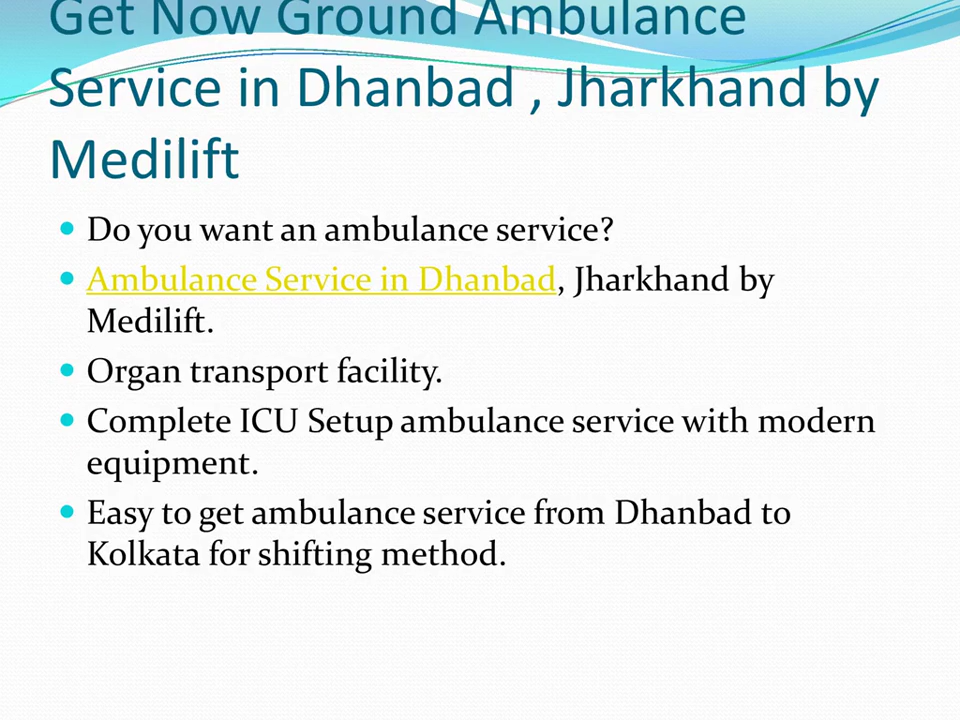 Get Now Ground Ambulance
Service in Dhanbad , Jharkhand by
Medilift
Do you want an ambulance service?
Ambulance Service in Dhanbad, Jharkhand by
Medilift.
Organ transport facility.
Complete ICU Setup ambulance service with modern
equipment.
Easy to get ambulance service from Dhanbad to
Kolkata for shifting method.